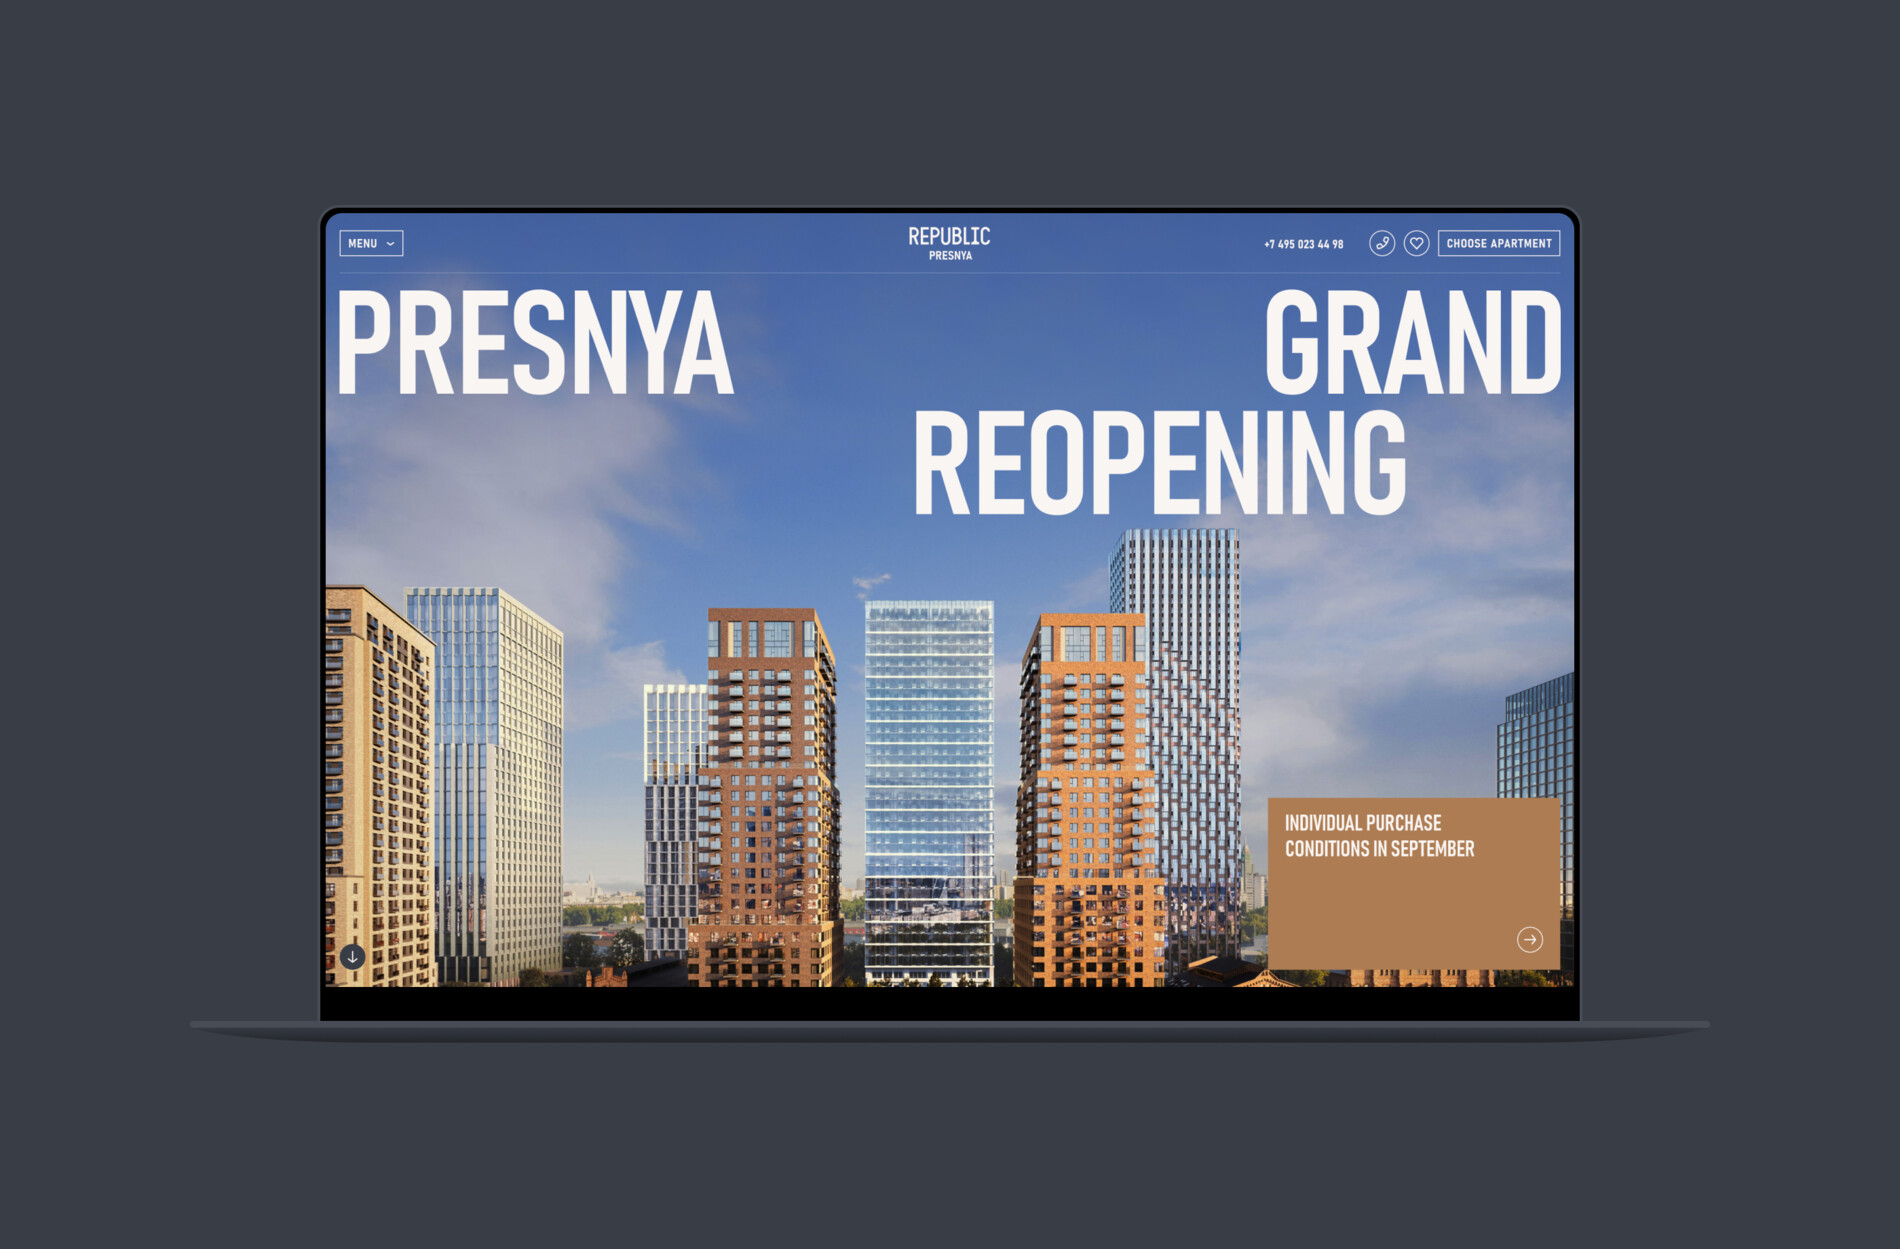 MENU
REPUBLIC
PRESNYA
+7 495 023 44 98
CHOOSE APARTMENT
PRESNYA GRAND
REOPENING
INDIVIDUAL PURCHASE
CONDITIONS IN SEPTEMBER